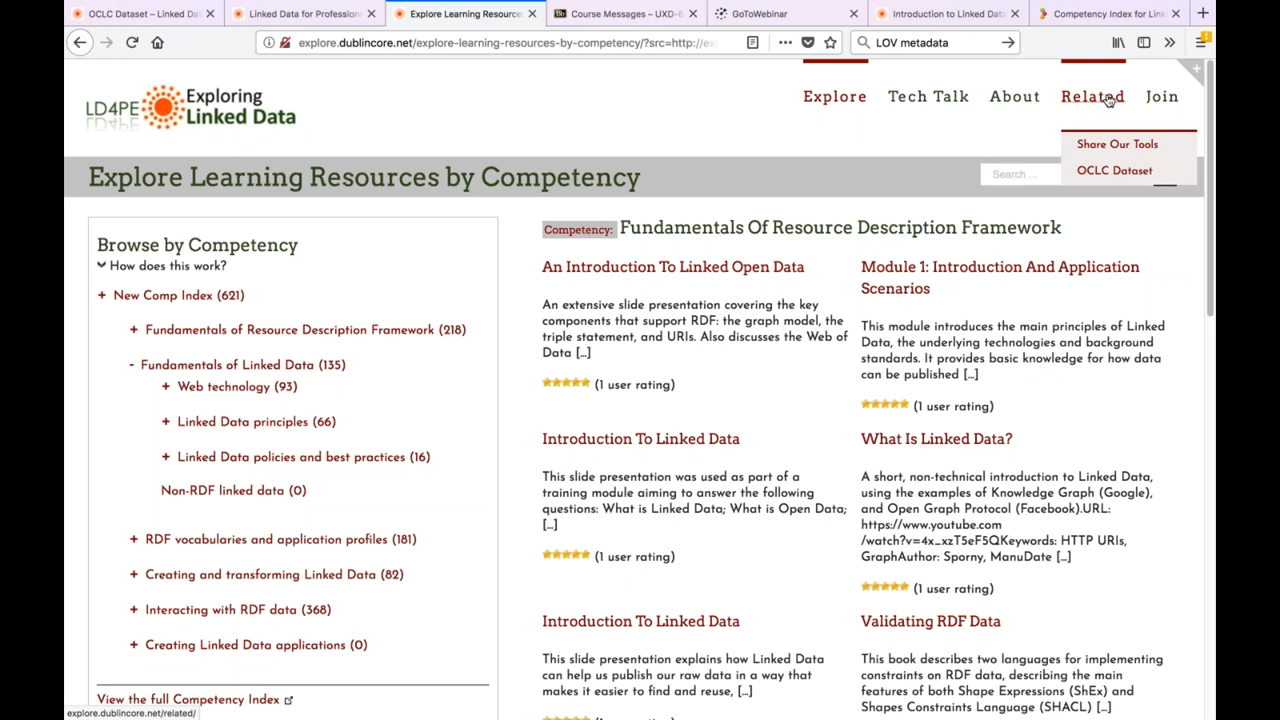 OCLC Dataset – Linked Dat
Linked Data for Profession
Explore Learning Resources
Course Messages – UXD-6
GoToWebinar
Introduction to Linked Data
Competency Index for Link
explore.dublincore.net/explore-learning-resources-by-competency/?src=http://ex
LOV metadata
LD4PE Exploring
Linked Data
Explore
Tech Talk
About
Related
Join
Share Our Tools
OCLC Dataset
Explore Learning Resources by Competency
Search ...
Browse by Competency
How does this work?
+ New Comp Index (621)
+ Fundamentals of Resource Description Framework (218)
- Fundamentals of Linked Data (135)
+ Web technology (93)
+ Linked Data principles (66)
+ Linked Data policies and best practices (16)
Non-RDF linked data (0)
+ RDF vocabularies and application profiles (181)
+ Creating and transforming Linked Data (82)
+ Interacting with RDF data (368)
+ Creating Linked Data applications (0)
View the full Competency Index
Competency: Fundamentals Of Resource Description Framework
An Introduction To Linked Open Data
An extensive slide presentation covering the key
components that support RDF: the graph model, the
triple statement, and URIs. Also discusses the Web of
Data [...]
(1 user rating)
Module 1: Introduction And Application
Scenarios
This module introduces the main principles of Linked
Data, the underlying technologies and background
standards. It provides basic knowledge for how data
can be published [...]
(1 user rating)
Introduction To Linked Data
This slide presentation was used as part of a
training module aiming to answer the following
questions: What is Linked Data; What is Open Data;
[...]
(1 user rating)
What Is Linked Data?
A short, non-technical introduction to Linked Data,
using the examples of Knowledge Graph (Google),
and Open Graph Protocol (Facebook).URL:
https://www.youtube.com
/watch?v=4x_xzT5eF5QKeywords: HTTP URIs,
GraphAuthor: Sporny, ManuDate [...]
(1 user rating)
Introduction To Linked Data
This slide presentation explains how Linked Data
can help us publish our raw data in a way that
makes it easier to find and reuse, [...]
Validating RDF Data
This book describes two languages for implementing
constraints on RDF data, describing the main
features of both Shape Expressions (ShEx) and
Shapes Constraints Language (SHACL) [...]
explore.dublincore.net/related/